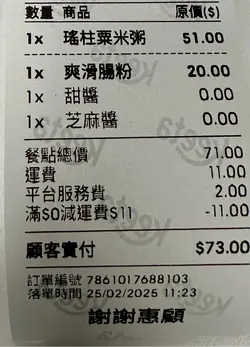 數量 商品 原價($)
1x 瑤柱粟米粥 51.00
1x 爽滑腸粉 20.00
1x 甜醬 0.00
1x 芝麻醬 0.00
餐點總價 71.00
運費 11.00
平台服務費 2.00
滿$0減運費$11 -11.00
顧客實付 $73.00
訂單編號 7861017688103
落單時間 25/02/2025 11:23
謝謝惠顧
Keeta
Keeta
Keeta